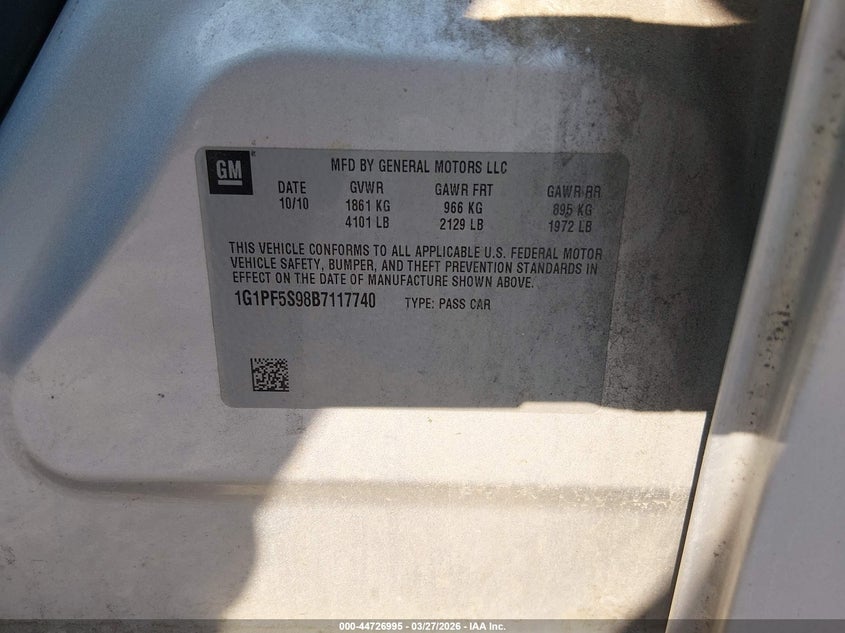 GM
MFD BY GENERAL MOTORS LLC
DATE GVWR GAWR FRT GAWR RR
10/10 1861 KG 966 KG 895 KG
4101 LB 2129 LB 1972 LB
THIS VEHICLE CONFORMS TO ALL APPLICABLE U.S. FEDERAL MOTOR
VEHICLE SAFETY, BUMPER, AND THEFT PREVENTION STANDARDS IN
EFFECT ON THE DATE OF MANUFACTURE SHOWN ABOVE.
1G1PF5S98B7117740 TYPE: PASS CAR
000-44726995 - 03/27/2026 - IAA Inc.